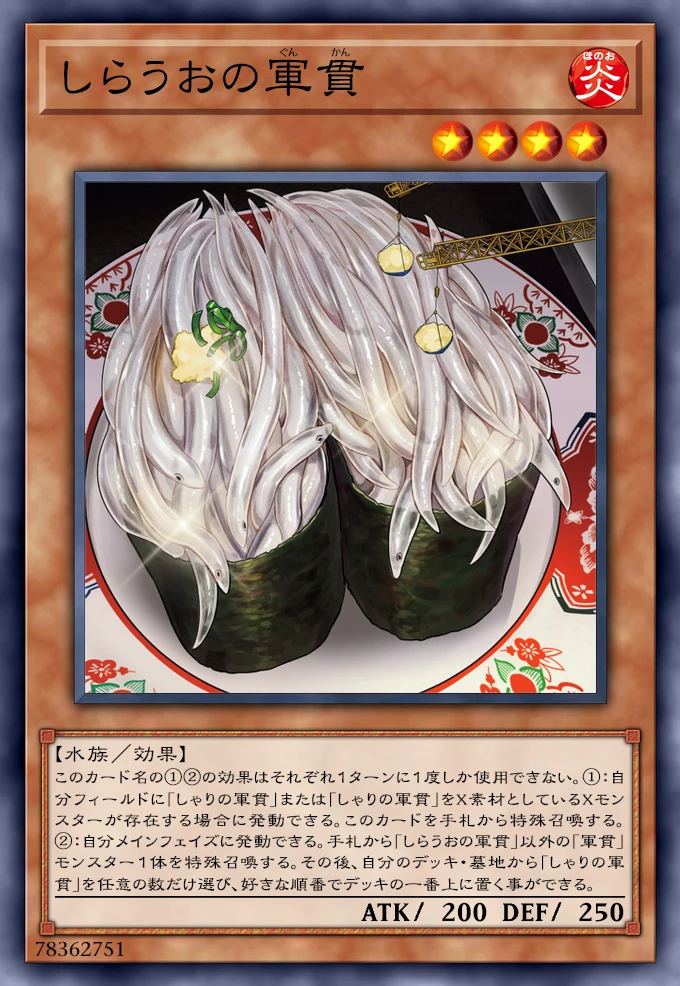 しらうおの軍貫
ぐん かん
炎
ほのお
【水族／効果】
このカード名の①②の効果はそれぞれ1ターンに1度しか使用できない。①:自
分フィールドに「しゃりの軍貫」または「しゃりの軍貫」をX素材としているXモン
スターが存在する場合に発動できる。このカードを手札から特殊召喚する。
②:自分メインフェイズに発動できる。手札から「しらうおの軍貫」以外の「軍貫」
モンスター1体を特殊召喚する。その後、自分のデッキ・墓地から「しゃりの軍
貫」を任意の数だけ選び、好きな順番でデッキの一番上に置く事ができる。
ATK/ 200 DEF/ 250
78362751